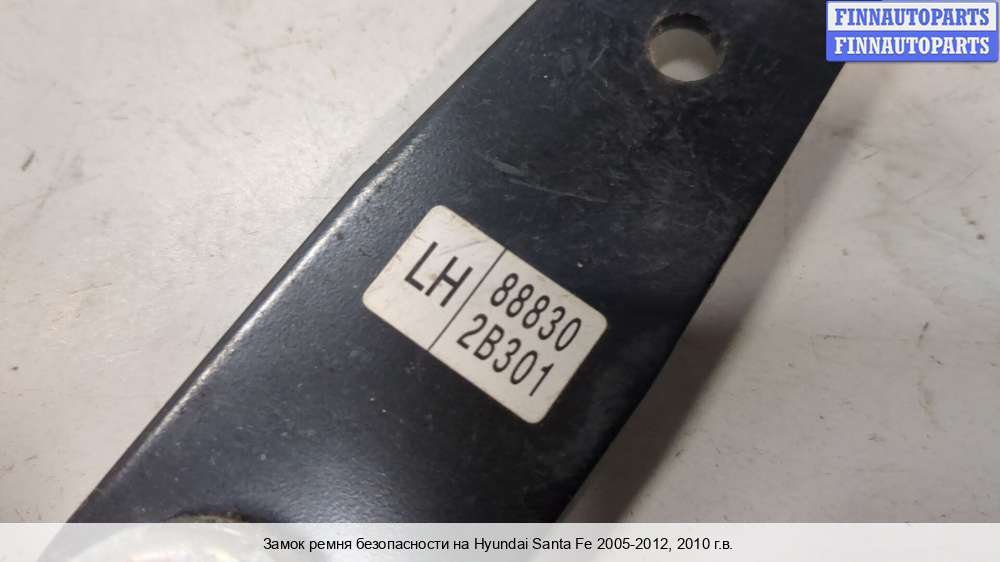 FINNAUTOPARTS
FINNAUTOPARTS
LH
88830
2B301
Замок ремня безопасности на Hyundai Santa Fe 2005-2012, 2010 г.в.